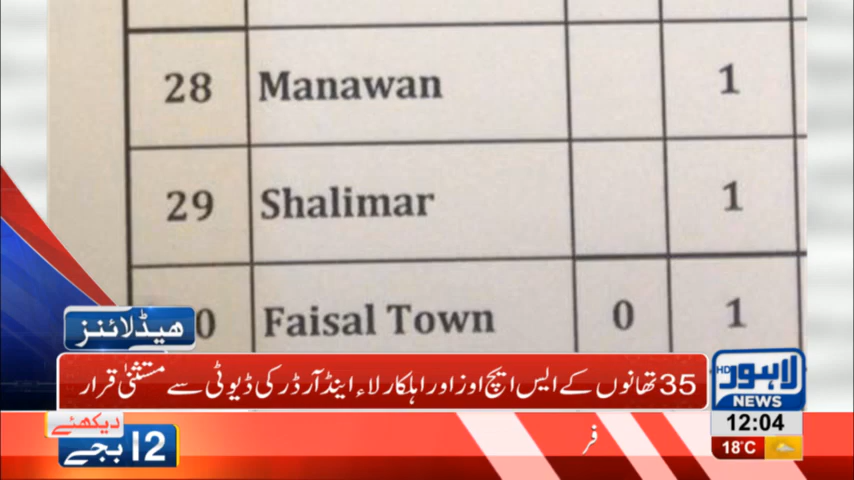 28 Manawan 1
29 Shalimar 1
0 Faisal Town 0 1
ہیڈلائنز
35 تھانوں کے ایس ایچ اوز اور اہلکار لاء اینڈ آرڈر کی ڈیوٹی سے مستثنیٰ قرار
لاہور HD
NEWS
دیکھئے
12 بجے
فر
12:04
18°C